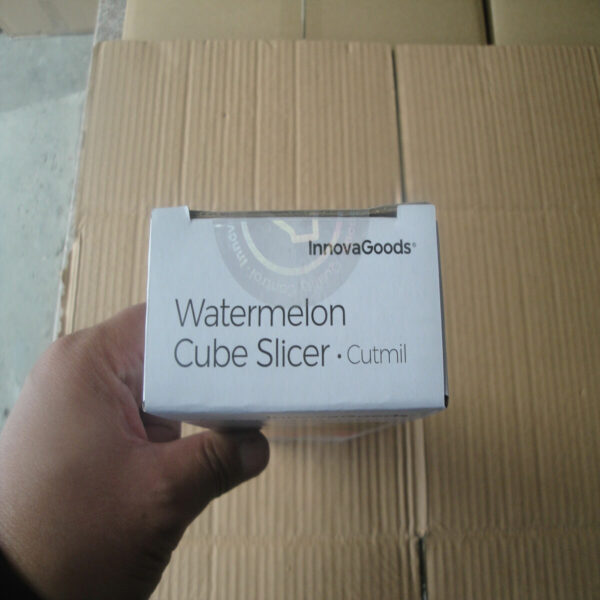 InnovaGoods®
Watermelon
Cube Slicer • Cutmil